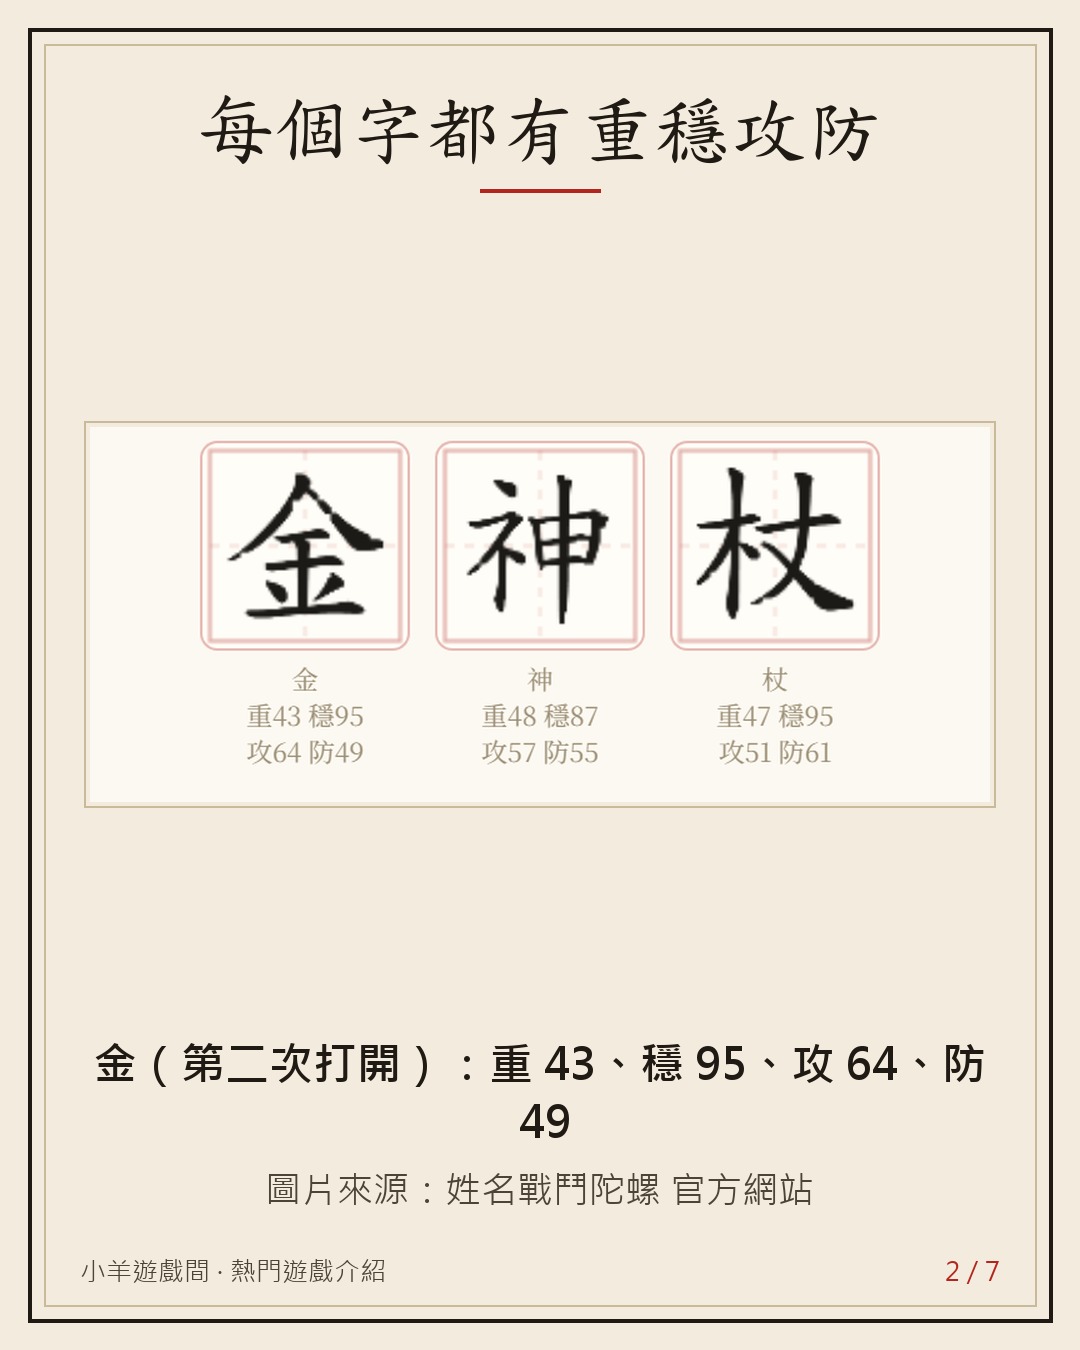 每個字都有重穩攻防
金 神 杖
金 神 杖
重43 穩95 重48 穩87 重47 穩95
攻64 防49 攻57 防55 攻51 防61
金（第二次打開）：重 43、穩 95、攻 64、防
49
圖片來源：姓名戰鬥陀螺 官方網站
小羊遊戲間 · 熱門遊戲介紹 2 / 7